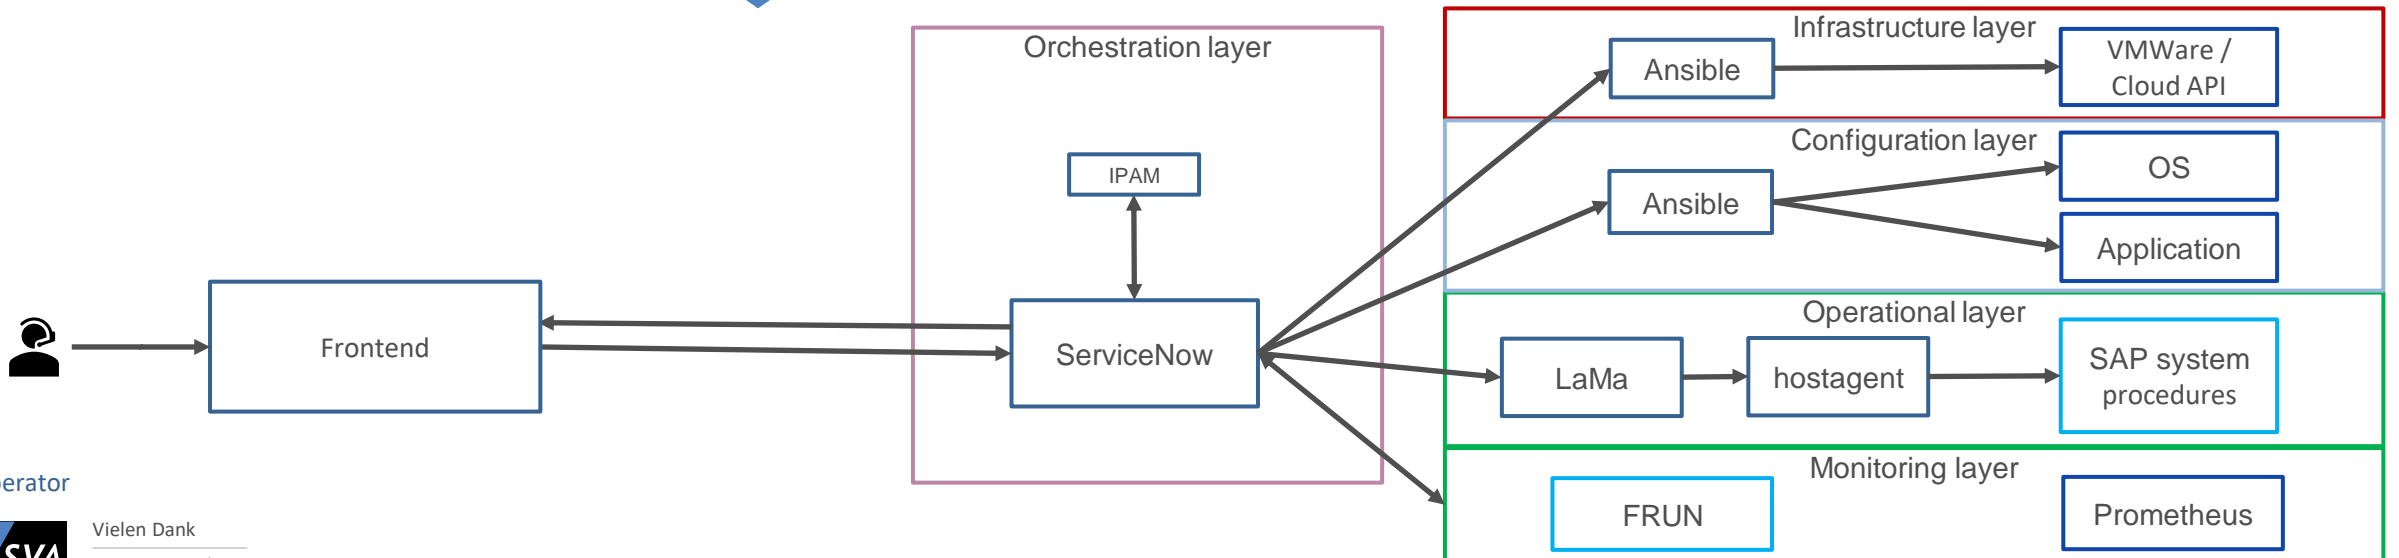 Orchestration layer
IPAM
Frontend
ServiceNow
Infrastructure layer
Ansible
VMWare /
Cloud API
Configuration layer
Ansible
OS
Application
Operational layer
LaMa
hostagent
SAP system
procedures
Monitoring layer
FRUN
Prometheus
erator
SVA
Vielen Dank